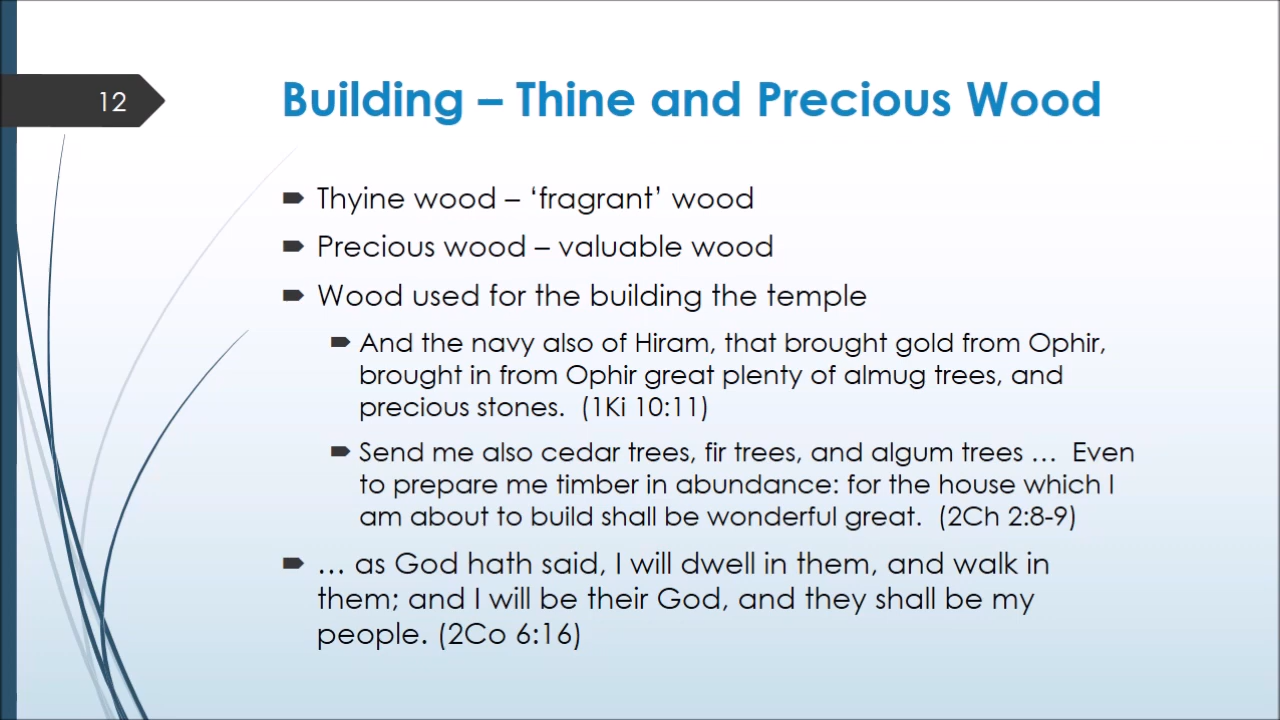 12
Building – Thine and Precious Wood
Thyine wood – ‘fragrant’ wood
Precious wood – valuable wood
Wood used for the building the temple
And the navy also of Hiram, that brought gold from Ophir,
brought in from Ophir great plenty of almug trees, and
precious stones.  (1Ki 10:11)
Send me also cedar trees, fir trees, and algum trees …  Even
to prepare me timber in abundance: for the house which I
am about to build shall be wonderful great.  (2Ch 2:8-9)
… as God hath said, I will dwell in them, and walk in
them; and I will be their God, and they shall be my
people. (2Co 6:16)